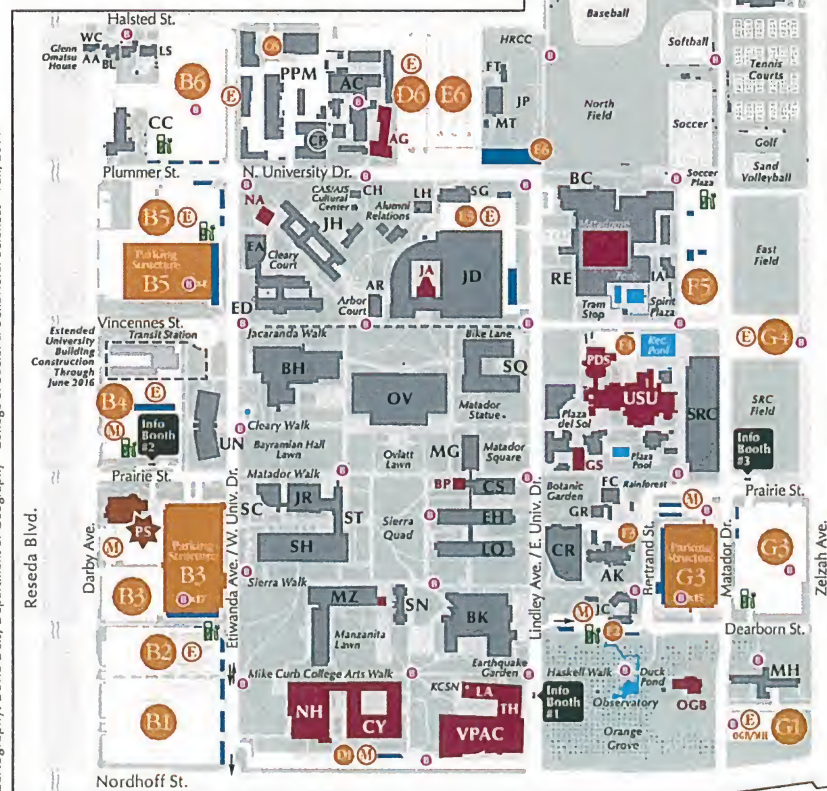 Halsted St.
WC
Glenn
Omatsu
House
AA
BL
LS
B
B6
E
CC
Plummer St.
G6
PPM
AC
AG
CP
E
D6
E6
HRCC
FT
JP
MT
E6
Baseball
Softball
North
Field
Soccer
Tennis
Courts
Golf
Sand
Volleyball
N. University Dr.
NA
CAS/AIS
Cultural
Center
CH
LH
SG
Alumni
Relations
JH
E5
E
EA
Cleary
Court
ED
AR
Arbor
Court
JA
JD
BC
Matadome
RE
IA
Tram
Stop
Spirit
Plaza
Soccer
Plaza
F5
East
Field
B5
E
Parking
Structure
B5
Vincennes St.
Transit Station
Extended
University
Building
Construction
Through
June 2016
B4
E
M
Info
Booth
#2
UN
Jacaranda Walk
BH
Cleary Walk
Bayramian Hall
Lawn
OV
Oviatt
Lawn
Bike Lane
SQ
Matador
Statue
MG
Matador
Square
PDS
Rec.
Pool
USU
SRC
Plaza
del Sol
GS
Plaza
Pool
E
G4
SRC
Field
Info
Booth
#3
Prairie St.
Matador Walk
SC
JR
ST
SH
Sierra
Quad
BP
CS
EH
LO
Botanic
Garden
FC
Rainforest
GR
CR
AK
JC
M
Prairie St.
PS
M
Parking
Structure
B3
B3
Parking
Structure
G3
G3
Reseda Blvd.
Darby Ave.
Etiwanda Ave. / W. Univ. Dr.
Lindley Ave. / E. Univ. Dr.
Bertrand St.
Matador Dr.
Zelzah Ave.
Sierra Walk
MZ
SN
BK
Manzanita
Lawn
Earthquake
Garden
B2
E
M
Dearborn St.
Mike Curb College Arts Walk
KCSN
LA
TH
NH
CY
VPAC
Info
Booth
#1
Haskell Walk
Duck
Pond
Observatory
OGB
Orange
Grove
MH
E
OGB/MH
G1
B1
D1
M
Nordhoff St.